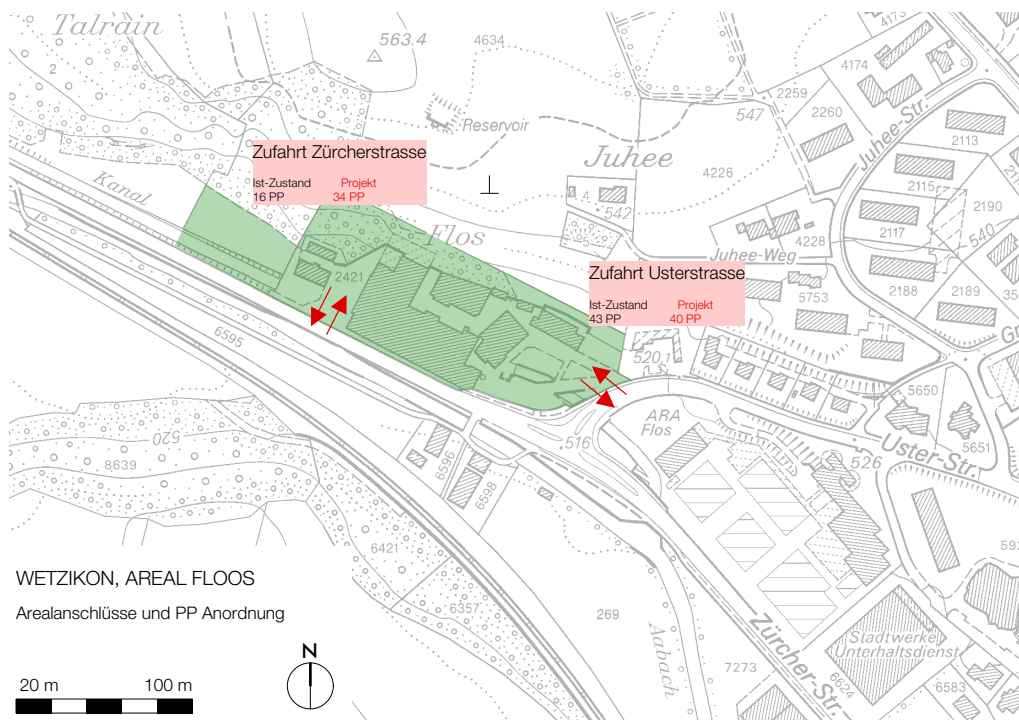 Talrain
563.4
4634
4173
4174
2259
547
2260
2
Reservoir
Juhee-Str.
2113
Zufahrt Zürcherstrasse
Juhee
2115
4226
Ist-Zustand Projekt
16 PP 34 PP
Kanal
A.
542
2190
2117
540
Flos
4228
Juhee-Weg
2421
Zufahrt Usterstrasse
5753
2188
2189
Ist-Zustand Projekt
43 PP 40 PP
6595
520.1
5650
ARA
Flos
516
520
8639
6596
6598
Uster-Str.
5651
526
6421
WETZIKON, AREAL FLOOS
Arealanschlüsse und PP Anordnung
6357
269
Zürcher-Str.
Aabach
Stadtwerke
Unterhaltsdienst
7273
6624
6583
N
20 m 100 m